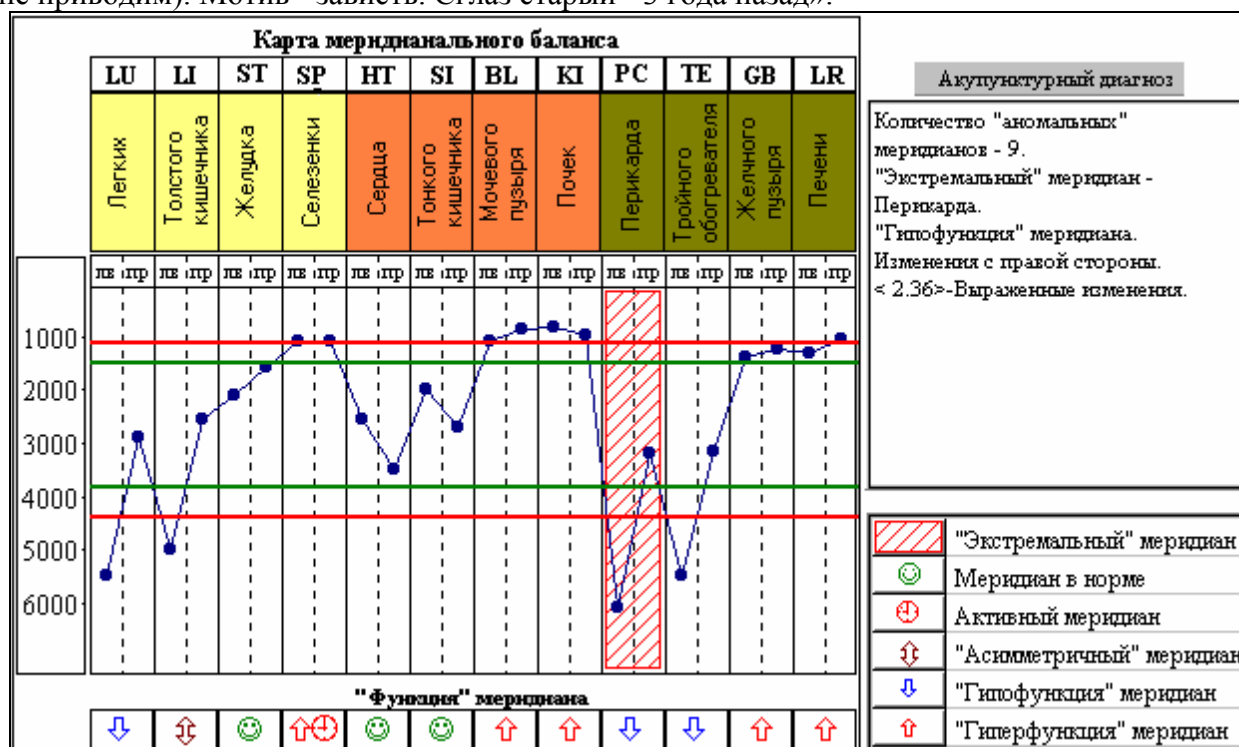 не приводим). Мотив - зависть. Сглаз старый - 3 года назад».
Карта меридианального баланса
LU LI ST SP HT SI BL KI PC TE GB LR
Легких
Толстого
кишечника
Желудка
Селезенки
Сердца
Тонкого
кишечника
Мочевого
пузыря
Почек
Перикарда
Тройного
обогревателя
Желчного
пузыря
Печени
лв пр лв пр лв пр лв пр лв пр лв пр лв пр лв пр лв пр лв пр лв пр лв пр
1000
2000
3000
4000
5000
6000
"Функция" меридиана
Акупунктурный диагноз
Количество "аномальных"
меридианов - 9.
"Экстремальный" меридиан -
Перикарда.
"Гипофункция" меридиана.
Изменения с правой стороны.
< 2.36>-Выраженные изменения.
"Экстремальный" меридиан
Меридиан в норме
Активный меридиан
"Асимметричный" меридиан
"Гипофункция" меридиан
"Гиперфункция" меридиан